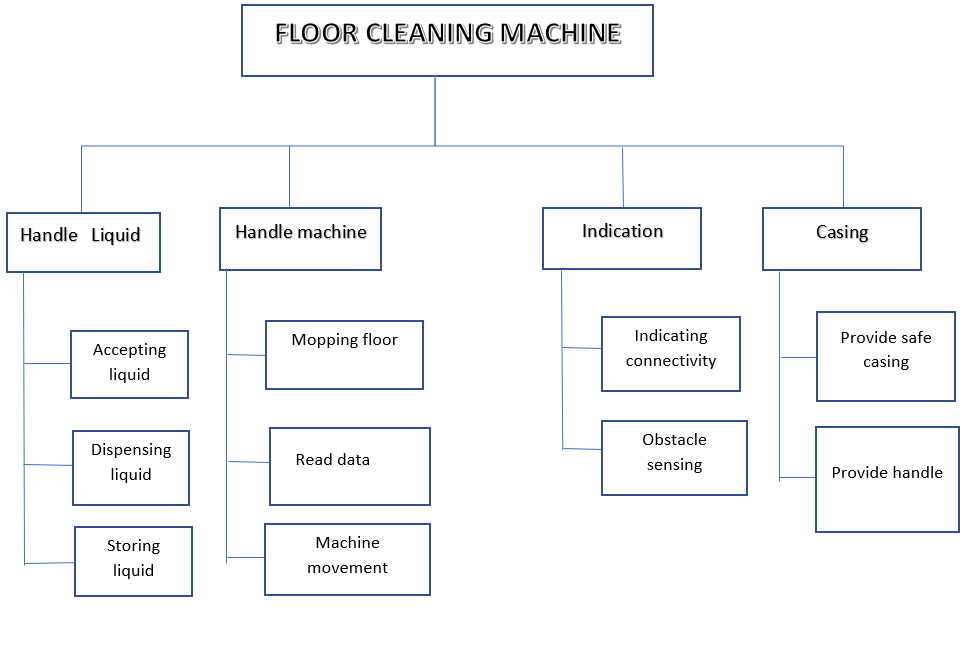 FLOOR CLEANING MACHINE
Handle Liquid
Handle machine
Indication
Casing
Accepting
liquid
Dispensing
liquid
Storing
liquid
Mopping floor
Read data
Machine
movement
Indicating
connectivity
Obstacle
sensing
Provide safe
casing
Provide handle